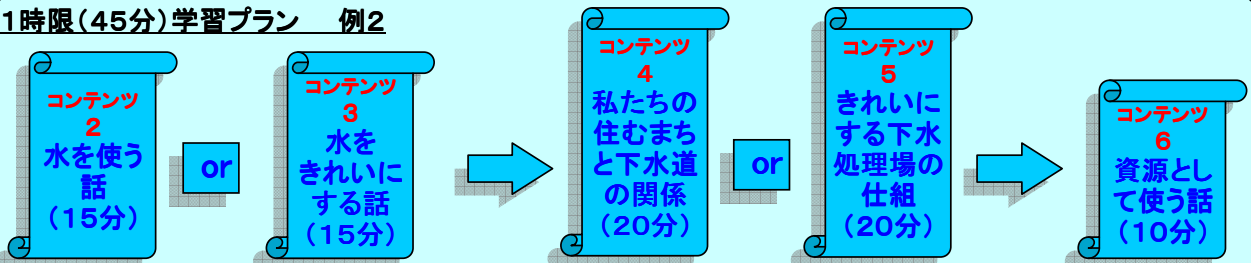 1時限（45分）学習プラン　例2
コンテンツ
2
水を使う
話
（15分）
or
コンテンツ
3
水を
きれいに
する話
（15分）
コンテンツ
4
私たちの
住むまち
と下水道
の関係
（20分）
or
コンテンツ
5
きれいに
する下水
処理場の
仕組
（20分）
コンテンツ
6
資源とし
て使う話
（10分）